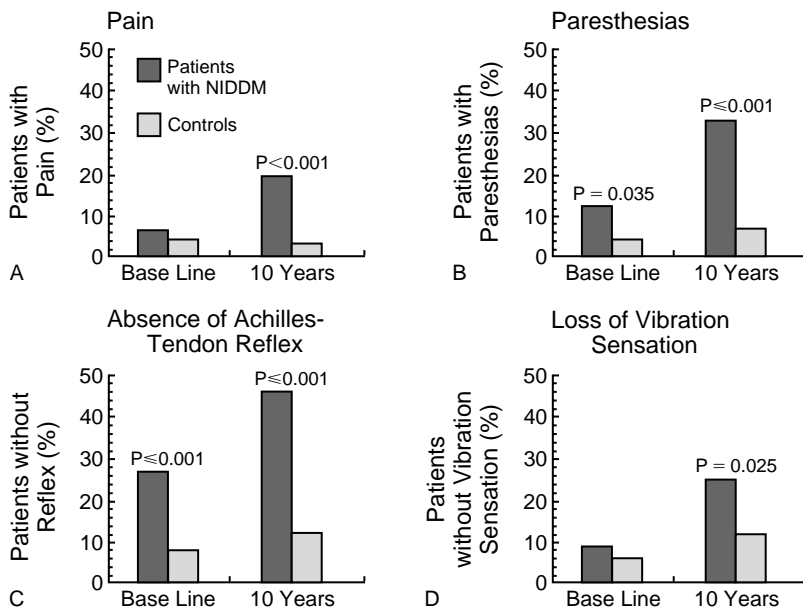 Pain
50
40
30
20
10
0
Patients with
Pain (%)
Patients
with NIDDM
Controls
P<0.001
Base Line
10 Years
A
Paresthasias
50
40
30
20
10
0
Patients with
Paresthesias (%)
P = 0.035
P≤0.001
Base Line
10 Years
B
Absence of Achilles-
Tendon Reflex
50
40
30
20
10
0
Patients without
Reflex (%)
P≤0.001
P≤0.001
Base Line
10 Years
C
Loss of Vibration
Sensation
50
40
30
20
10
0
Patients
without Vibration
Sensation (%)
P = 0.025
Base Line
10 Years
D